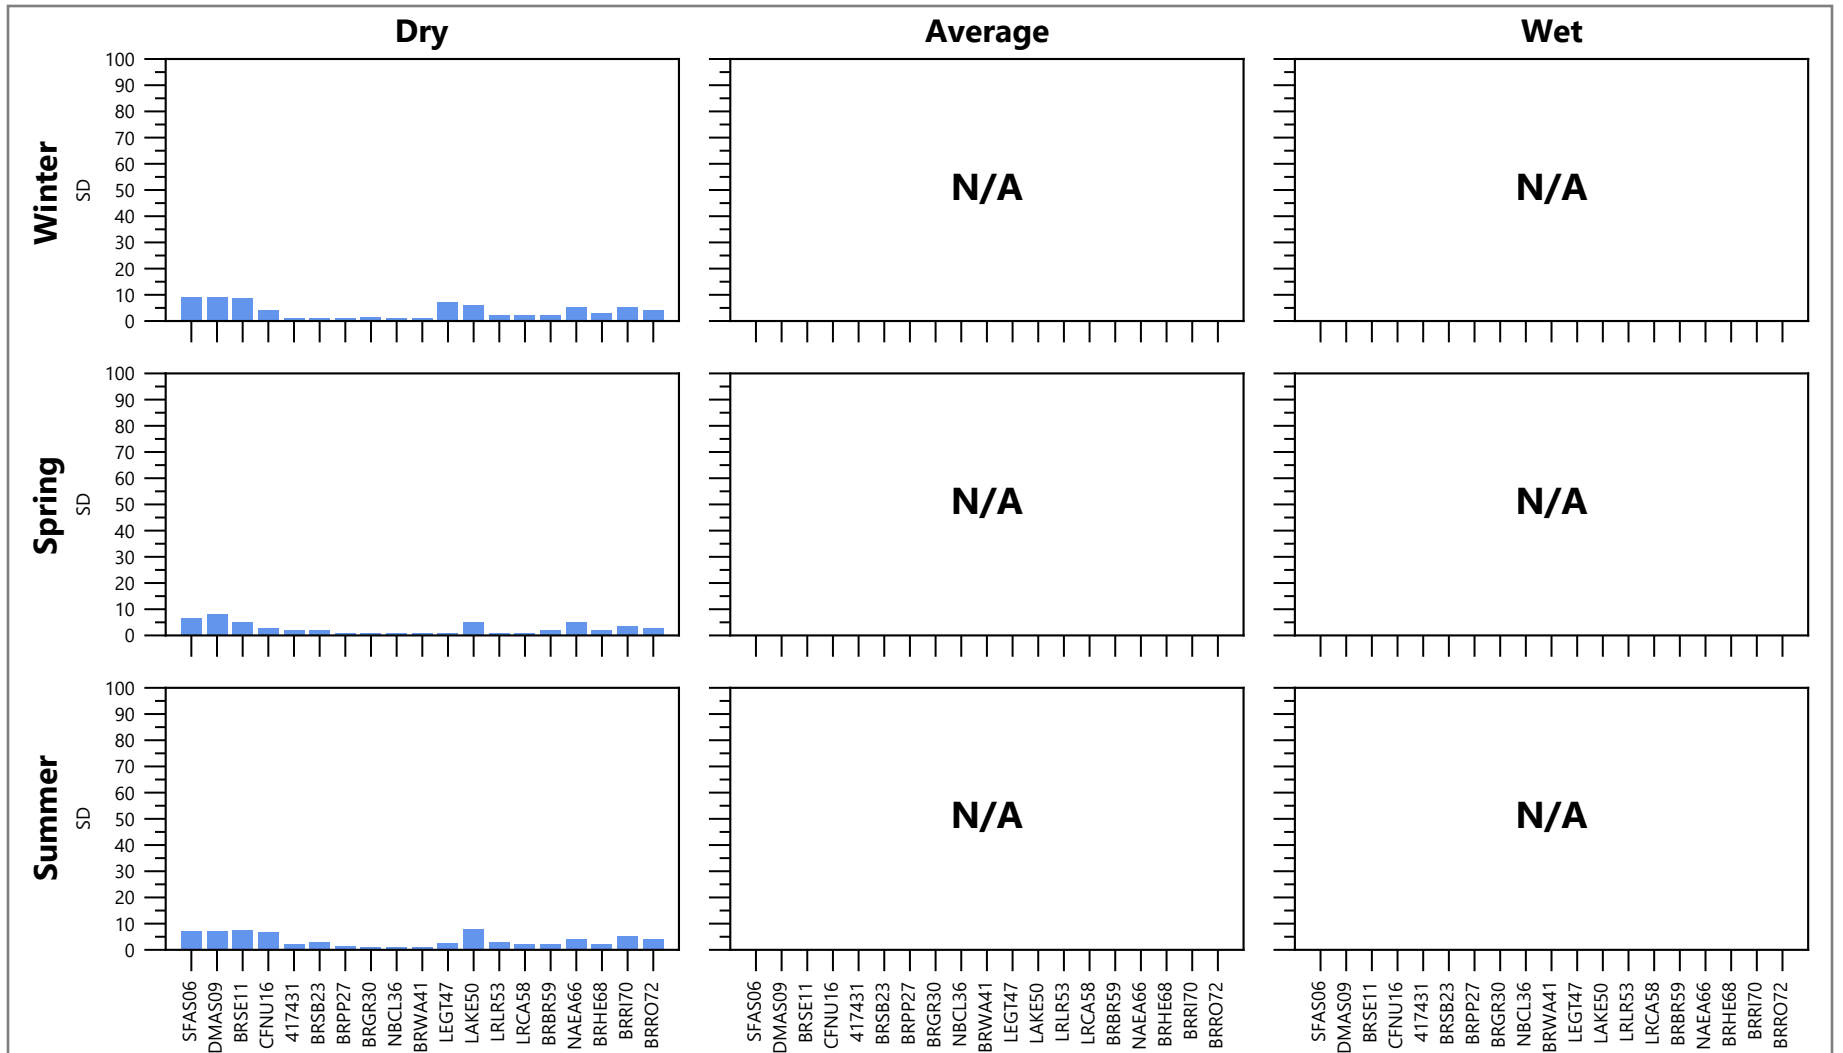 Dry Average Wet
Winter
SD
100
90
80
70
60
50
40
30
20
10
0
N/A
N/A
Spring
SD
100
90
80
70
60
50
40
30
20
10
0
N/A
N/A
Summer
SD
100
90
80
70
60
50
40
30
20
10
0
N/A
N/A
SFAS06
DMAS09
BRSE11
CFNU16
417431
BRSB23
BRPP27
BRGR30
NBCL36
BRWA41
LEGT47
LAKE50
LRLR53
LRCA58
BRBR59
NAEA66
BRHE68
BRRI70
BRRO72
SFAS06
DMAS09
BRSE11
CFNU16
417431
BRSB23
BRPP27
BRGR30
NBCL36
BRWA41
LEGT47
LAKE50
LRLR53
LRCA58
BRBR59
NAEA66
BRHE68
BRRI70
BRRO72
SFAS06
DMAS09
BRSE11
CFNU16
417431
BRSB23
BRPP27
BRGR30
NBCL36
BRWA41
LEGT47
LAKE50
LRLR53
LRCA58
BRBR59
NAEA66
BRHE68
BRRI70
BRRO72